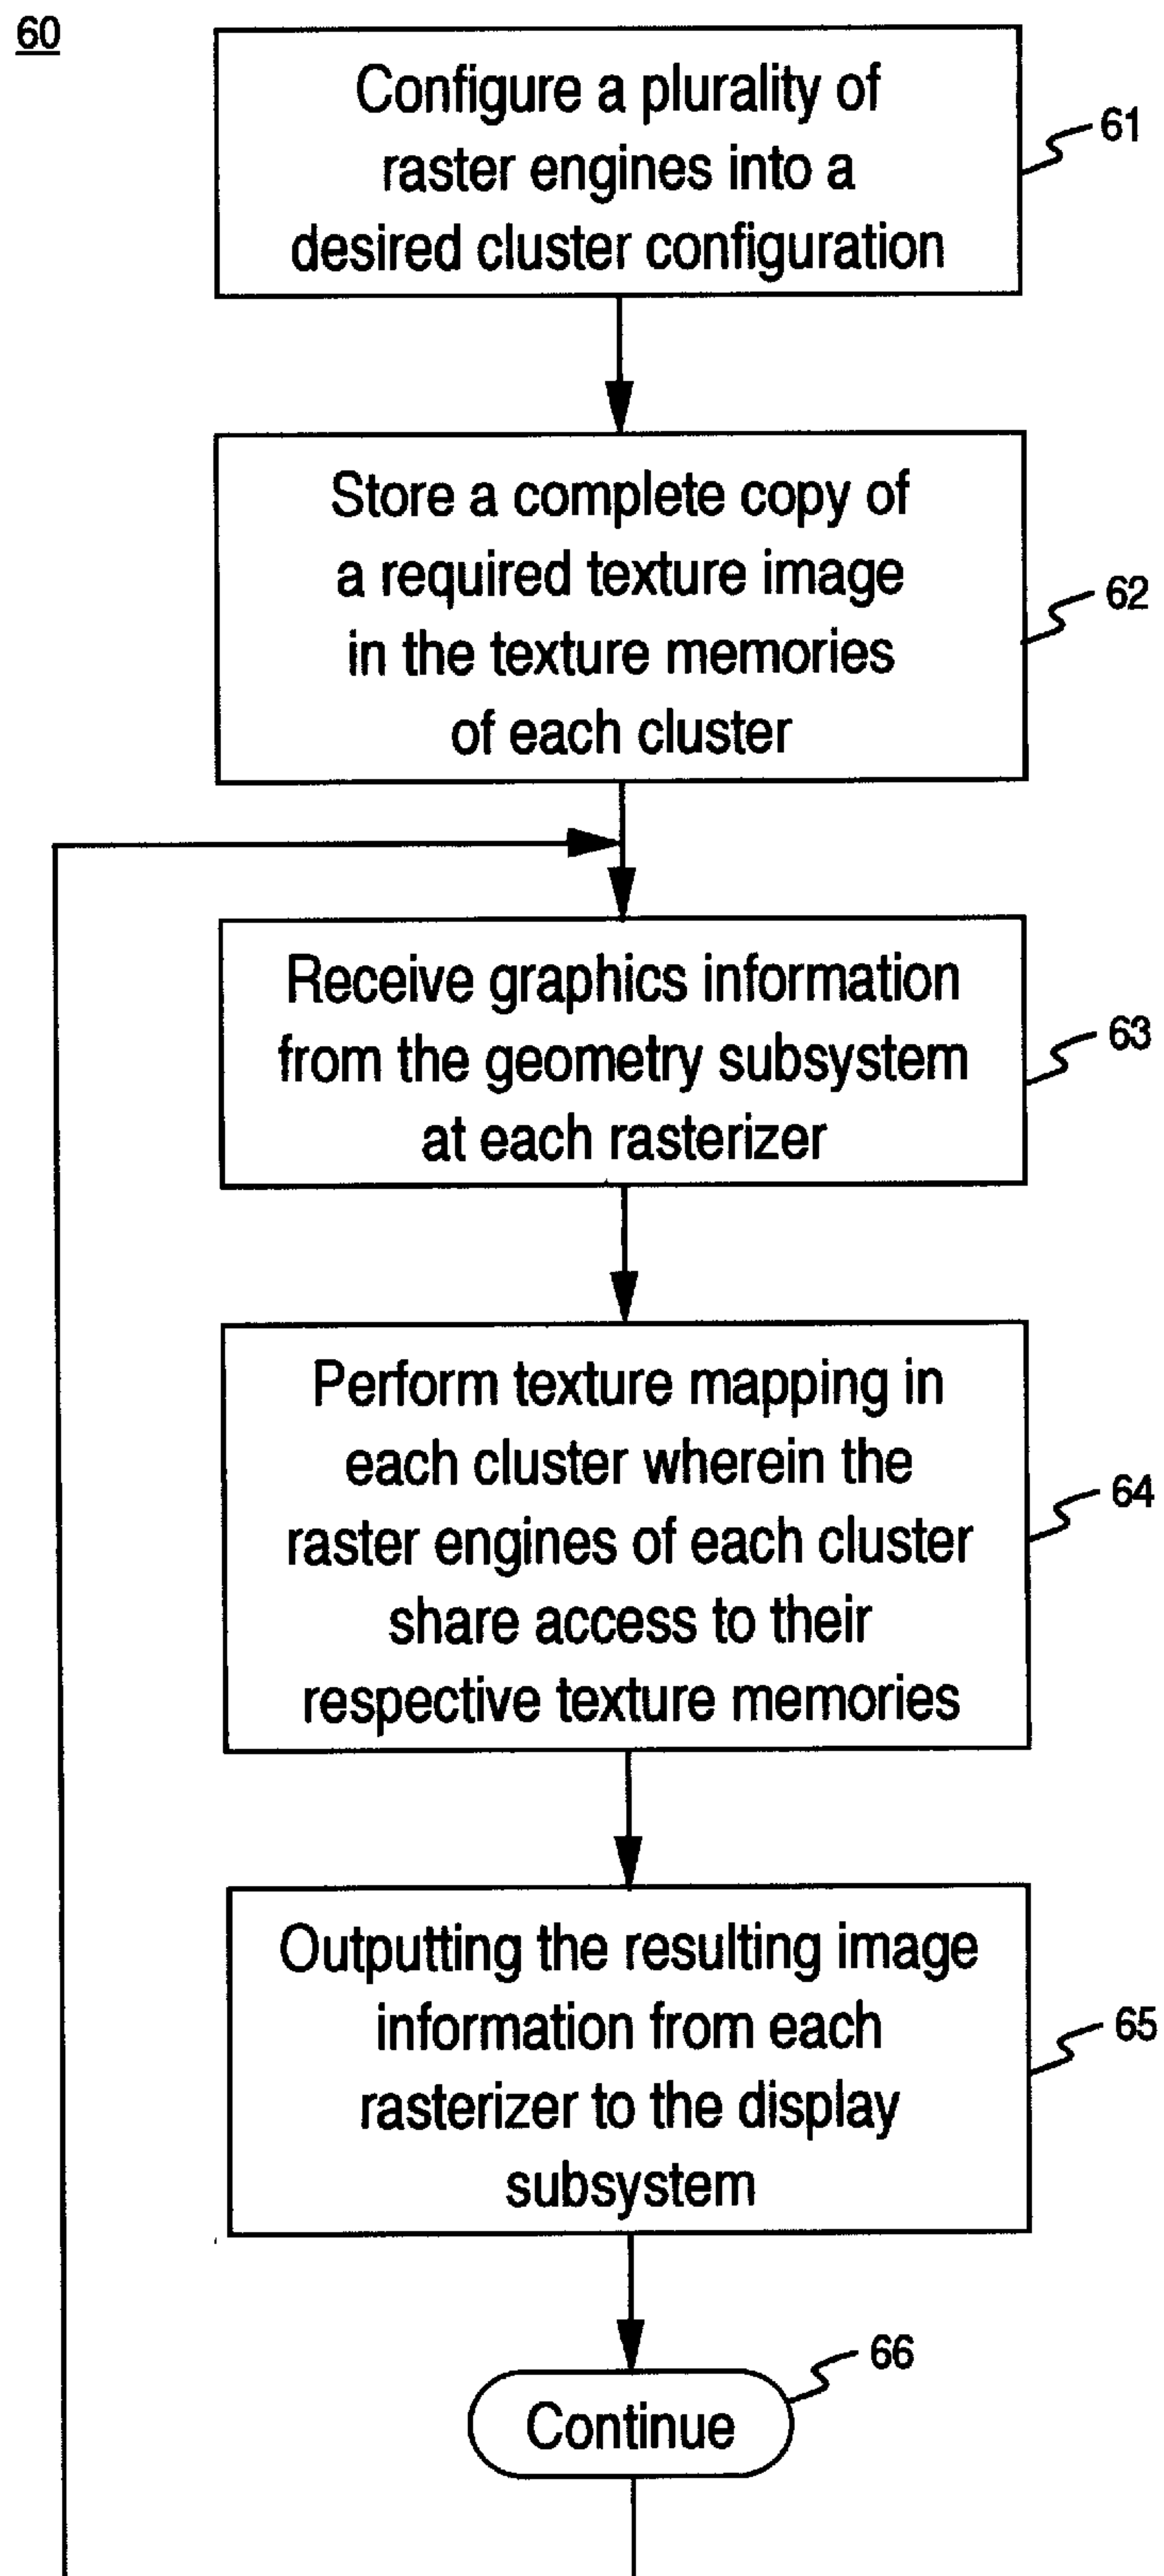 60
Configure a plurality of
raster engines into a
desired cluster configuration
61
Store a complete copy of
a required texture image
in the texture memories
of each cluster
62
Receive graphics information
from the geometry subsystem
at each rasterizer
63
Perform texture mapping in
each cluster wherein the
raster engines of each cluster
share access to their
respective texture memories
64
Outputting the resulting image
information from each
rasterizer to the display
subsystem
65
Continue
66